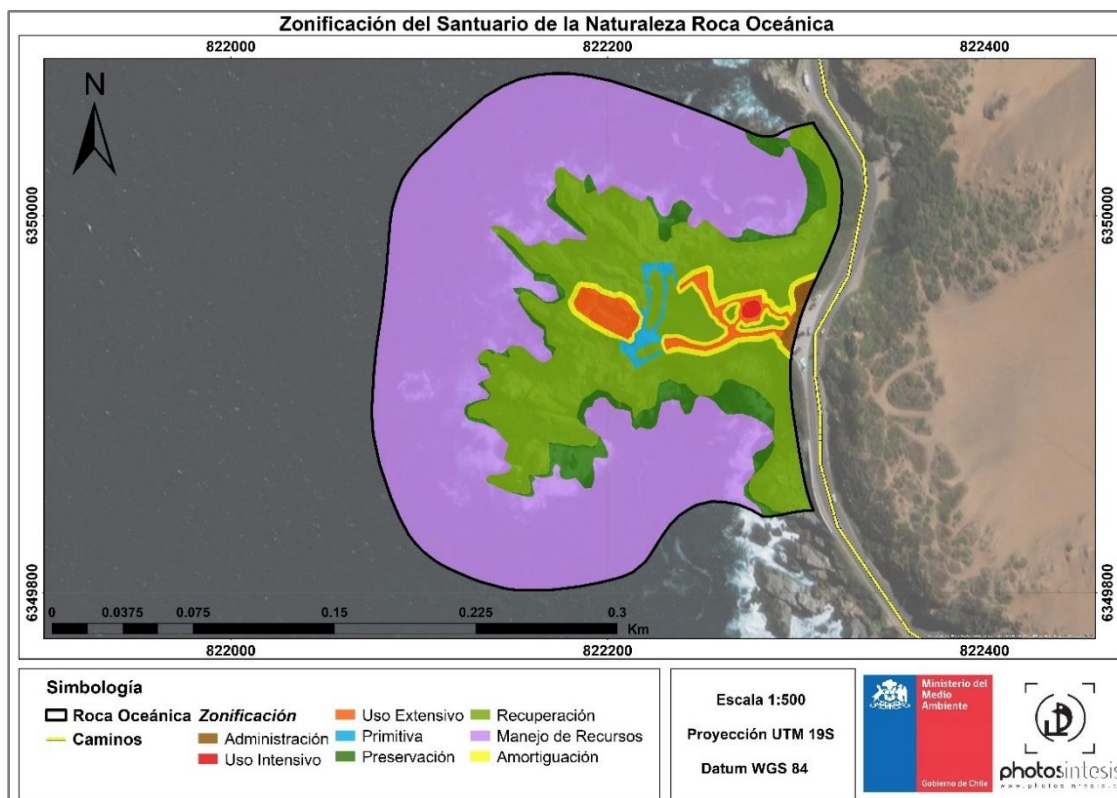 Zonificación del Santuario de la Naturaleza Roca Oceánica
822000 822200 822400
N
6350000 6350000
6349800 6349800
0 0.0375 0.075 0.15 0.225 0.3
Km
822000 822200 822400
Simbología
Roca Oceánica
Caminos
Zonificación
Administración
Uso Intensivo
Uso Extensivo
Primitiva
Preservación
Recuperación
Manejo de Recursos
Amortiguación
Escala 1:500
Proyección UTM 19S
Datum WGS 84
Ministerio del
Medio
Ambiente
Gobierno de Chile
photosintesis